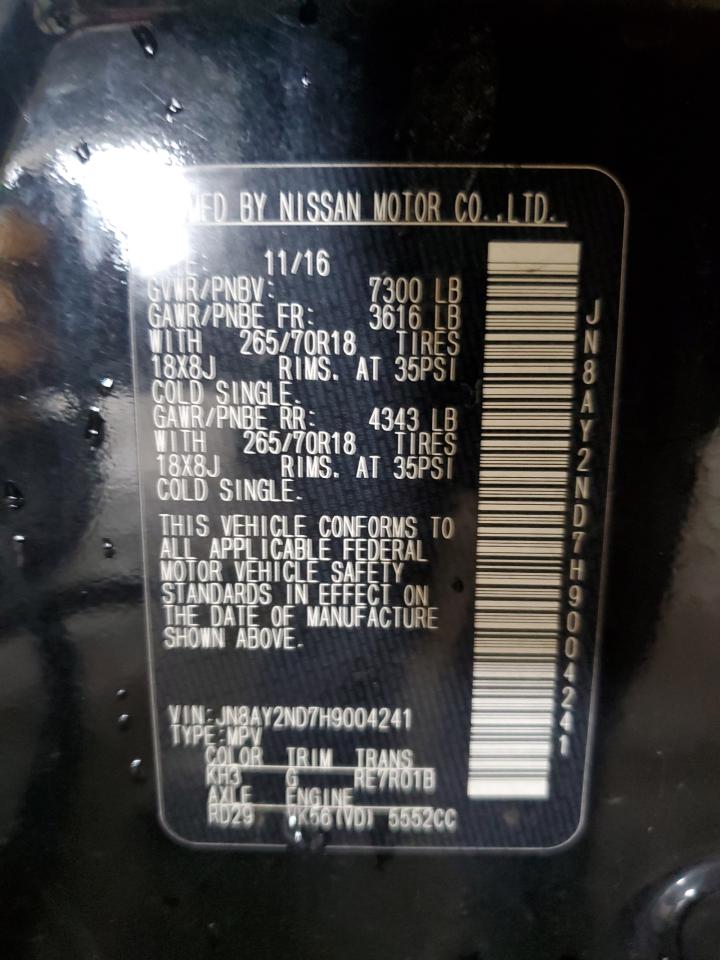 MFD BY NISSAN MOTOR CO.,LTD.
11/16
GVWR/PNBV: 7300 LB
GAWR/PNBE FR: 3616 LB
WITH 265/70R18 TIRES
18X8J RIMS. AT 35PSI
COLD SINGLE.
GAWR/PNBE RR: 4343 LB
WITH 265/70R18 TIRES
18X8J RIMS. AT 35PSI
COLD SINGLE.
THIS VEHICLE CONFORMS TO
ALL APPLICABLE FEDERAL
MOTOR VEHICLE SAFETY
STANDARDS IN EFFECT ON
THE DATE OF MANUFACTURE
SHOWN ABOVE.
VIN:JN8AY2ND7H9004241
TYPE:MPV
COLOR TRIM TRANS
KH3 G RE7R01B
AXLE ENGINE
RD29 VK56(VD) 5552CC
JN8AY2ND7H9004241